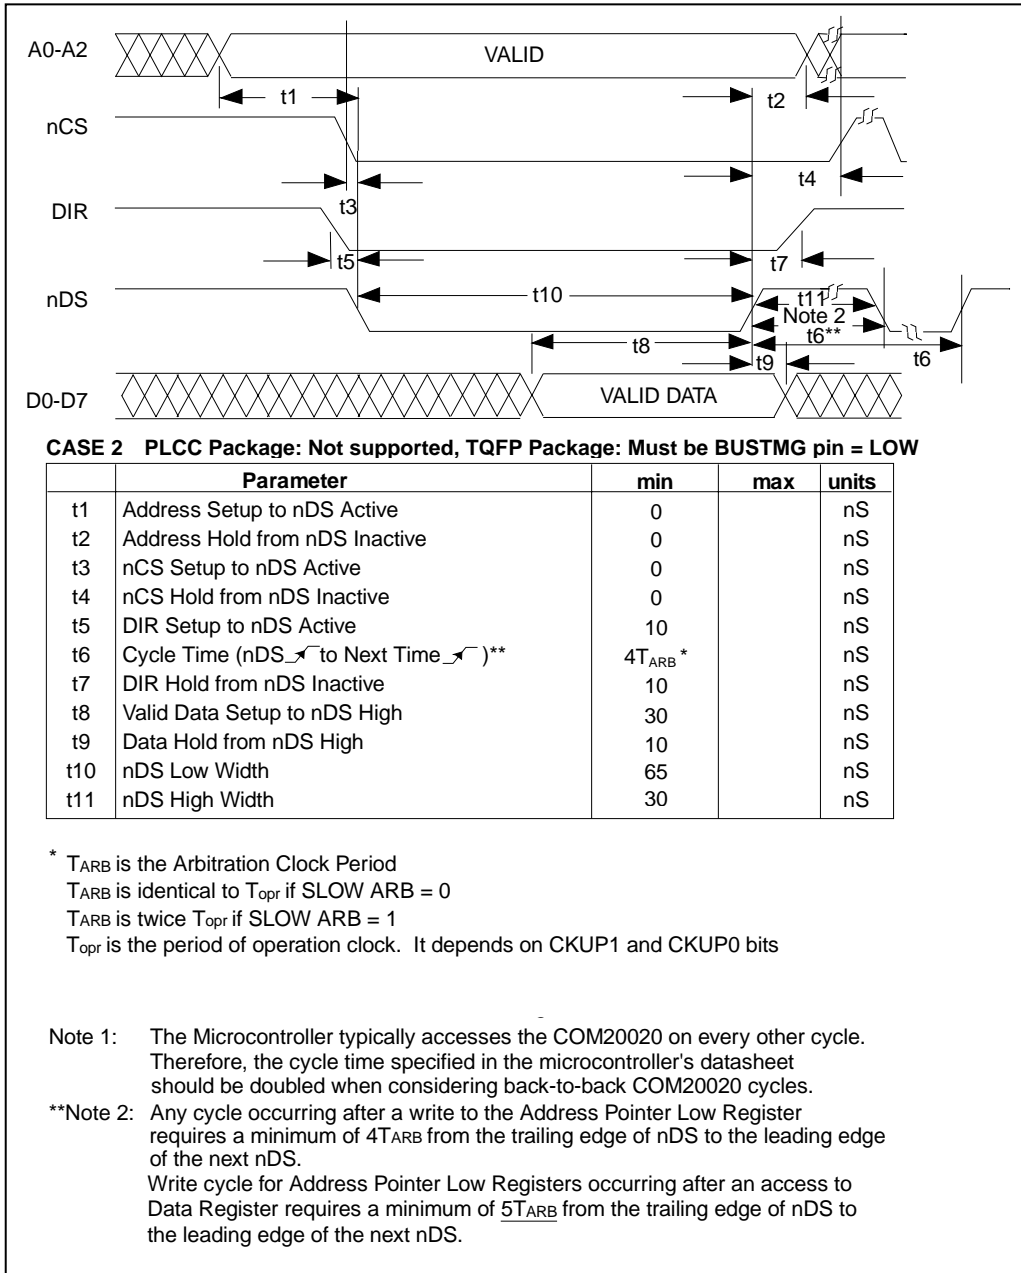 A0-A2 VALID
t1 t2
nCS
t4
t3
DIR
t5 t7
nDS t10 t11
Note 2
t8 t6** t6
t9
D0-D7 VALID DATA
CASE 2 PLCC Package: Not supported, TQFP Package: Must be BUSTMG pin = LOW
Parameter min max units
t1 Address Setup to nDS Active 0 nS
t2 Address Hold from nDS Inactive 0 nS
t3 nCS Setup to nDS Active 0 nS
t4 nCS Hold from nDS Inactive 0 nS
t5 DIR Setup to nDS Active 10 nS
t6 Cycle Time (nDS to Next Time )** 4TARB* nS
t7 DIR Hold from nDS Inactive 10 nS
t8 Valid Data Setup to nDS High 30 nS
t9 Data Hold from nDS High 10 nS
t10 nDS Low Width 65 nS
t11 nDS High Width 30 nS
* TARB is the Arbitration Clock Period
TARB is identical to Topr if SLOW ARB = 0
TARB is twice Topr if SLOW ARB = 1
Topr is the period of operation clock. It depends on CKUP1 and CKUP0 bits
Note 1: The Microcontroller typically accesses the COM20020 on every other cycle.
Therefore, the cycle time specified in the microcontroller's datasheet
should be doubled when considering back-to-back COM20020 cycles.
**Note 2: Any cycle occurring after a write to the Address Pointer Low Register
requires a minimum of 4TARB from the trailing edge of nDS to the leading edge
of the next nDS.
Write cycle for Address Pointer Low Registers occurring after an access to
Data Register requires a minimum of 5TARB from the trailing edge of nDS to
the leading edge of the next nDS.